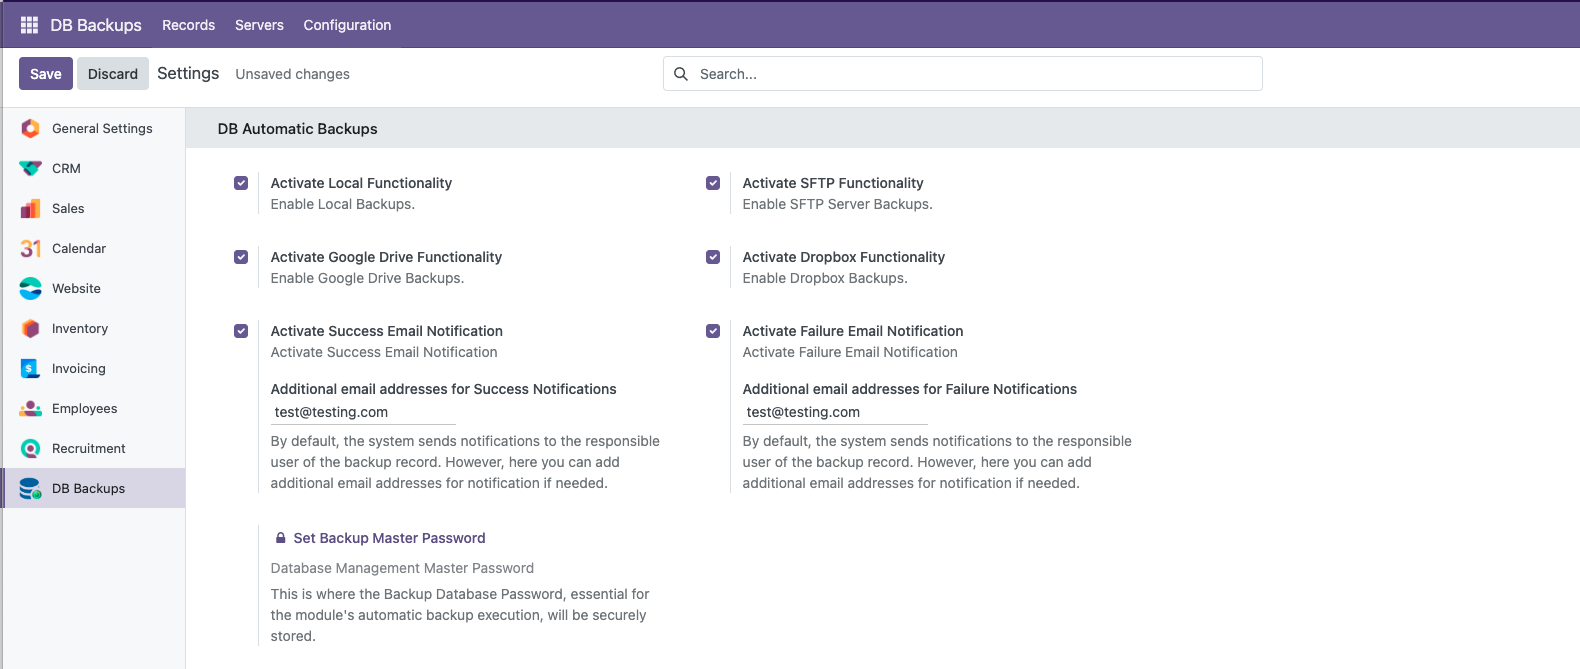 DB Backups Records Servers Configuration
Save Discard Settings Unsaved changes Search...
General Settings
CRM
Sales
31 Calendar
Website
Inventory
$ Invoicing
Employees
Recruitment
DB Backups
DB Automatic Backups
Activate Local Functionality
Enable Local Backups.
Activate SFTP Functionality
Enable SFTP Server Backups.
Activate Google Drive Functionality
Enable Google Drive Backups.
Activate Dropbox Functionality
Enable Dropbox Backups.
Activate Success Email Notification
Activate Success Email Notification
Additional email addresses for Success Notifications
test@testing.com
By default, the system sends notifications to the responsible
user of the backup record. However, here you can add
additional email addresses for notification if needed.
Activate Failure Email Notification
Activate Failure Email Notification
Additional email addresses for Failure Notifications
test@testing.com
By default, the system sends notifications to the responsible
user of the backup record. However, here you can add
additional email addresses for notification if needed.
Set Backup Master Password
Database Management Master Password
This is where the Backup Database Password, essential for
the module's automatic backup execution, will be securely
stored.